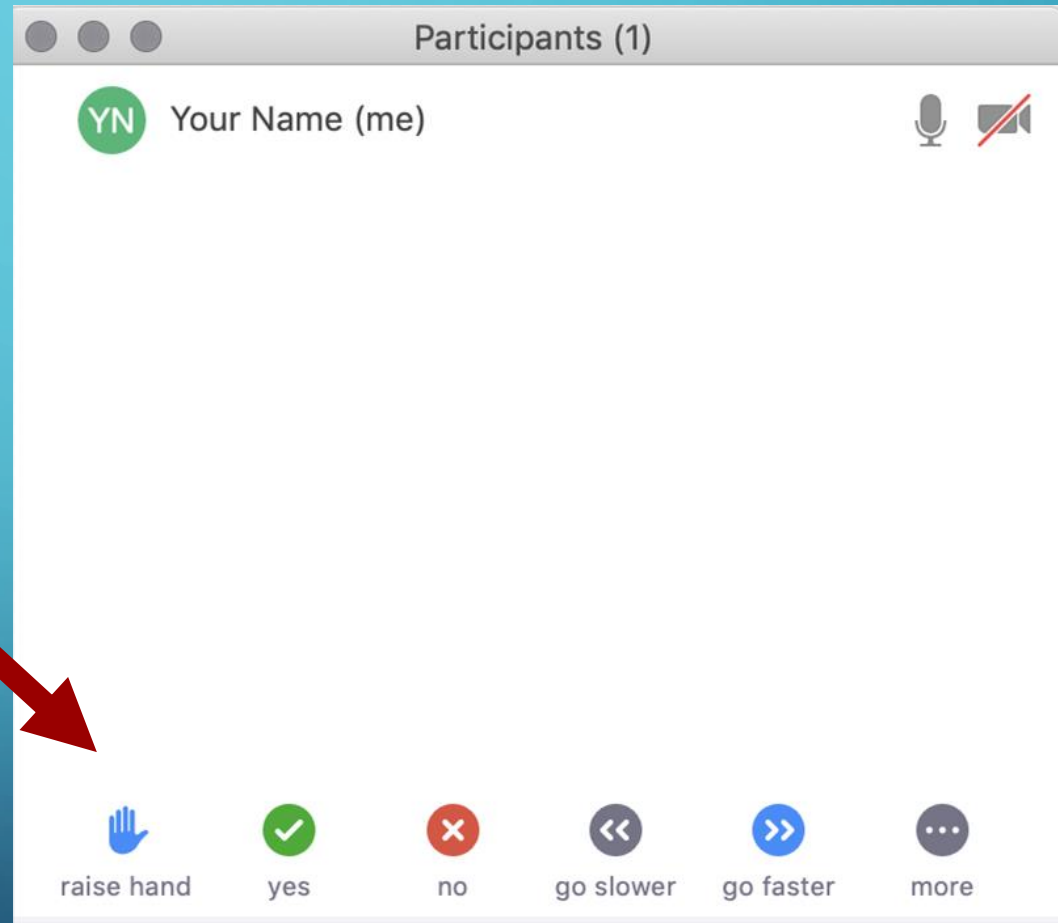 Participants (1)
YN Your Name (me)
raise hand yes no go slower go faster more